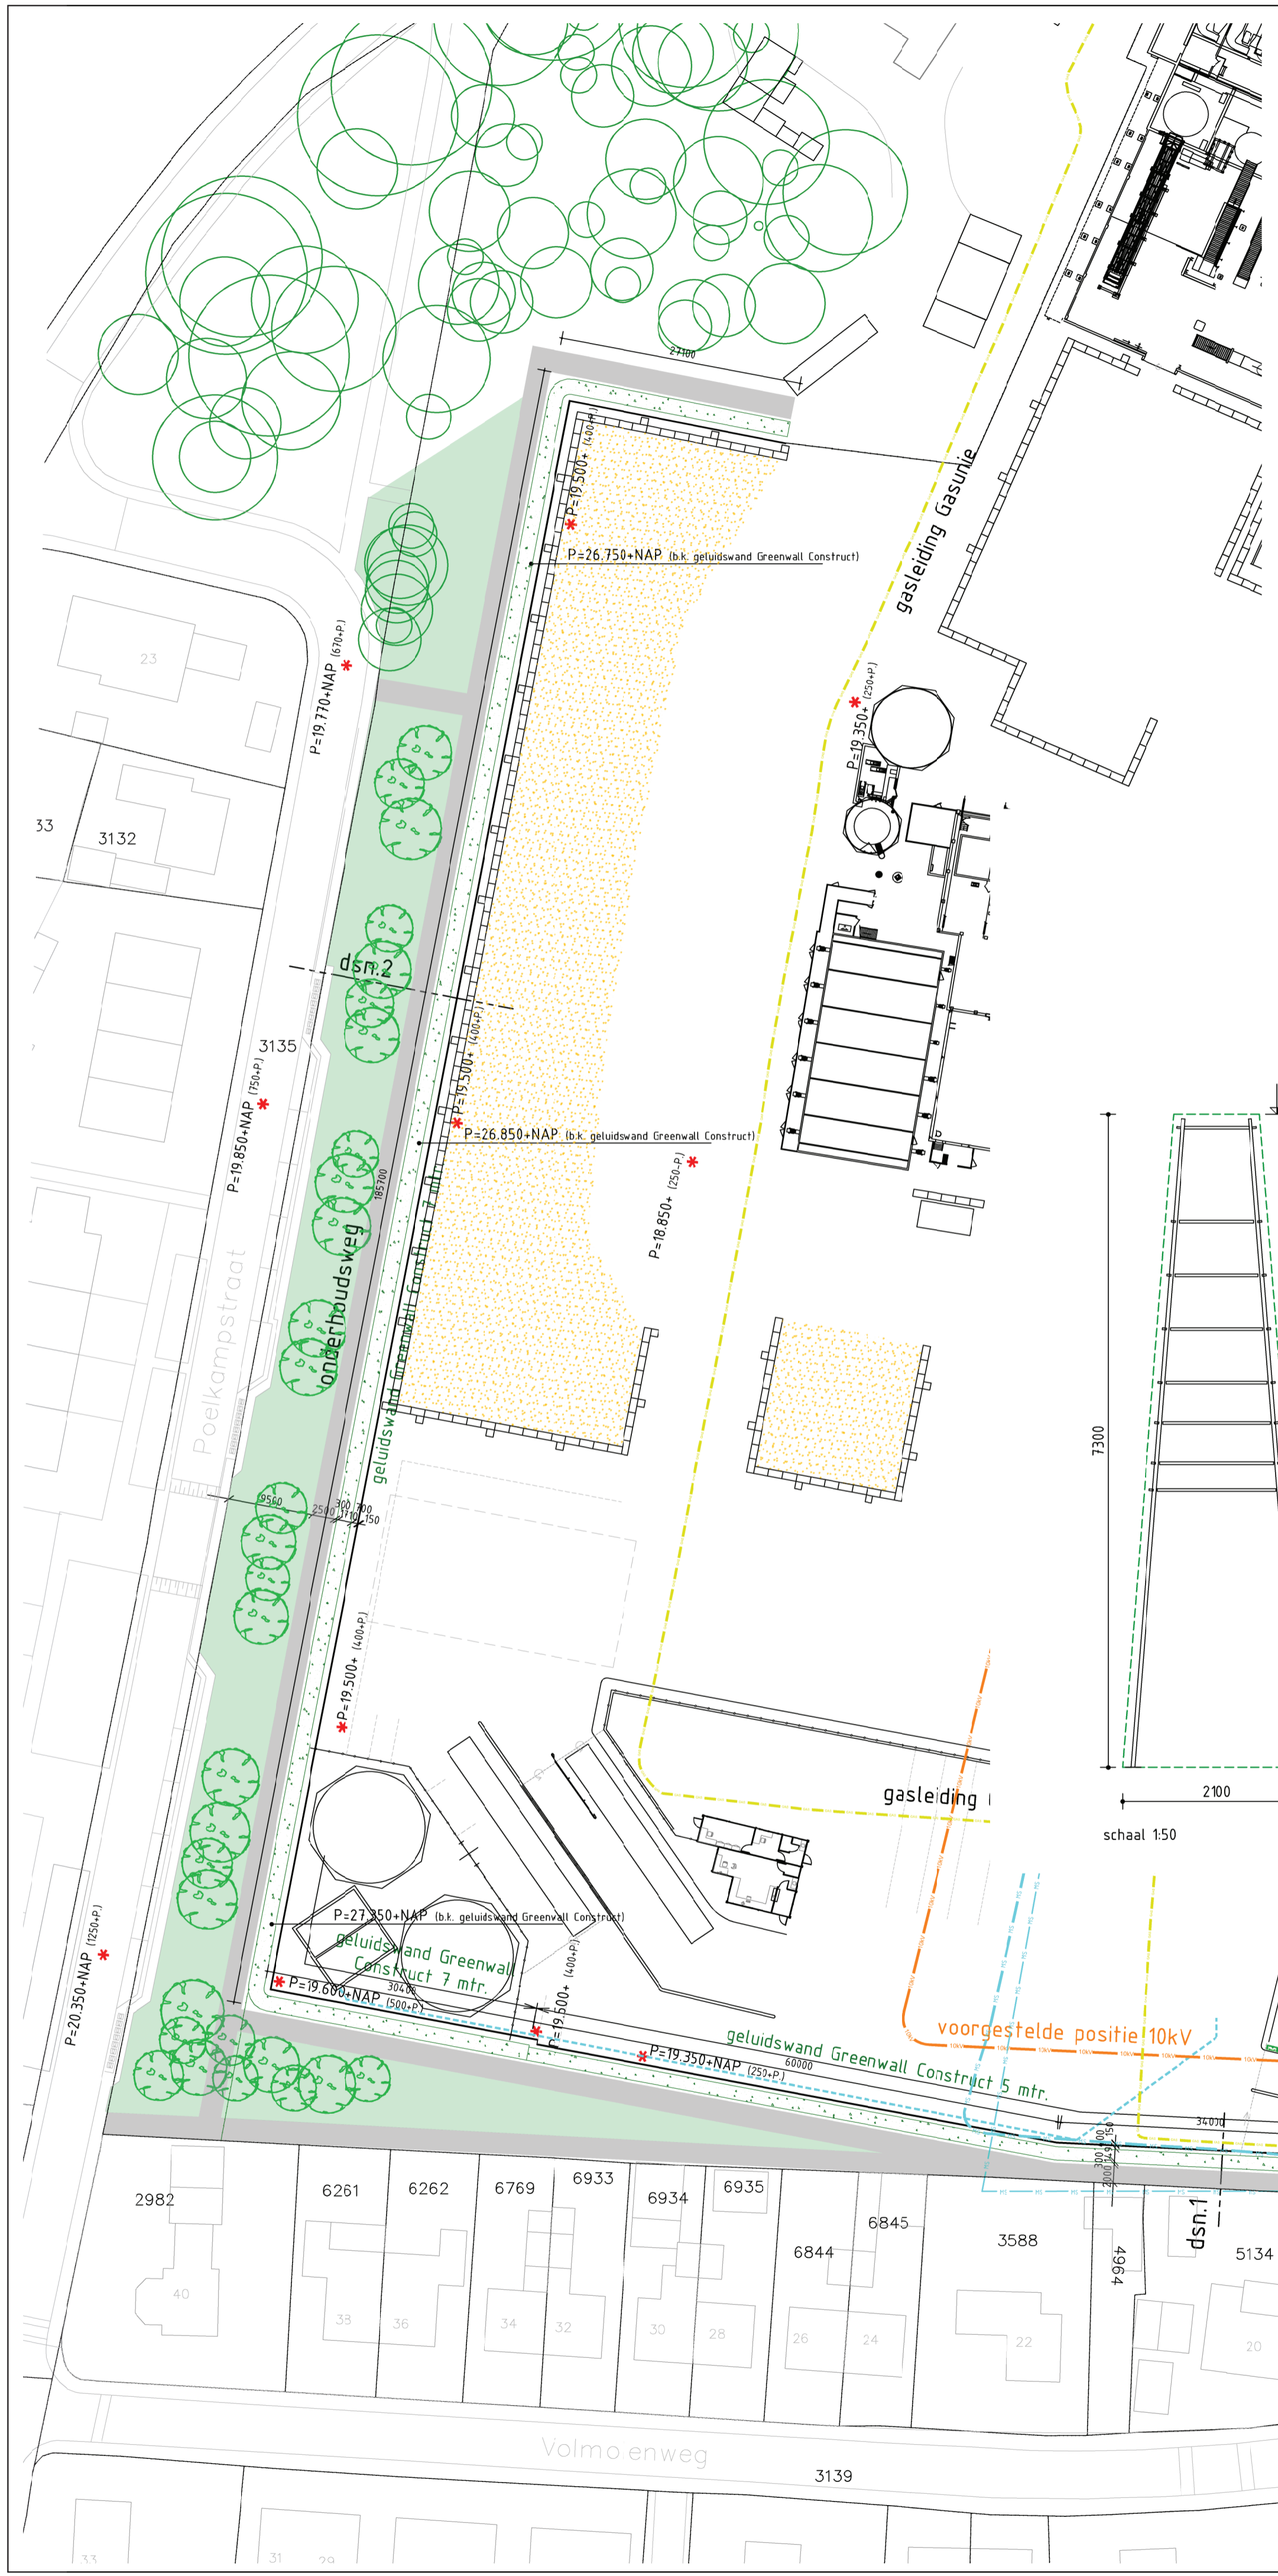 27100
P=19.500+ (400+P.)
gasleiding Gasunie
P=26.750+NAP (b.k. geluidswand Greenwall Construct)
23
P=19.770+NAP (670+P.)
P=19.350+ (250+P.)
33
3132
dsn.2
3135
P=19.850+NAP (750+P.)
P=19.500+ (400+P.)
P=26.850+NAP (b.k. geluidswand Greenwall Construct)
P=18.850+ (250-P.)
185700
onderhoudsweg
geluidswand Greenwall Construct 7 mtr.
Poelkampstraat
7300
9560
2500
300
1710
700
150
P=19.500+ (400+P.)
gasleiding
2100
schaal 1:50
P=20.350+NAP (1250+P.)
P=27.350+NAP (b.k. geluidswand Greenwall Construct)
geluidswand Greenwall
Construct 7 mtr.
30400
P=19.600+NAP (500+P.)
P=19.500+ (400+P.)
voorgestelde positie 10kV
geluidswand Greenwall Construct 5 mtr.
P=19.350+NAP (250+P.)
60000
34000
dsn.1
2982
6261
6262
6769
6933
6934
6935
6844
6845
3588
4964
5134
40
38
36
34
32
30
28
26
24
22
20
Volmolenweg
3139
33
31
29